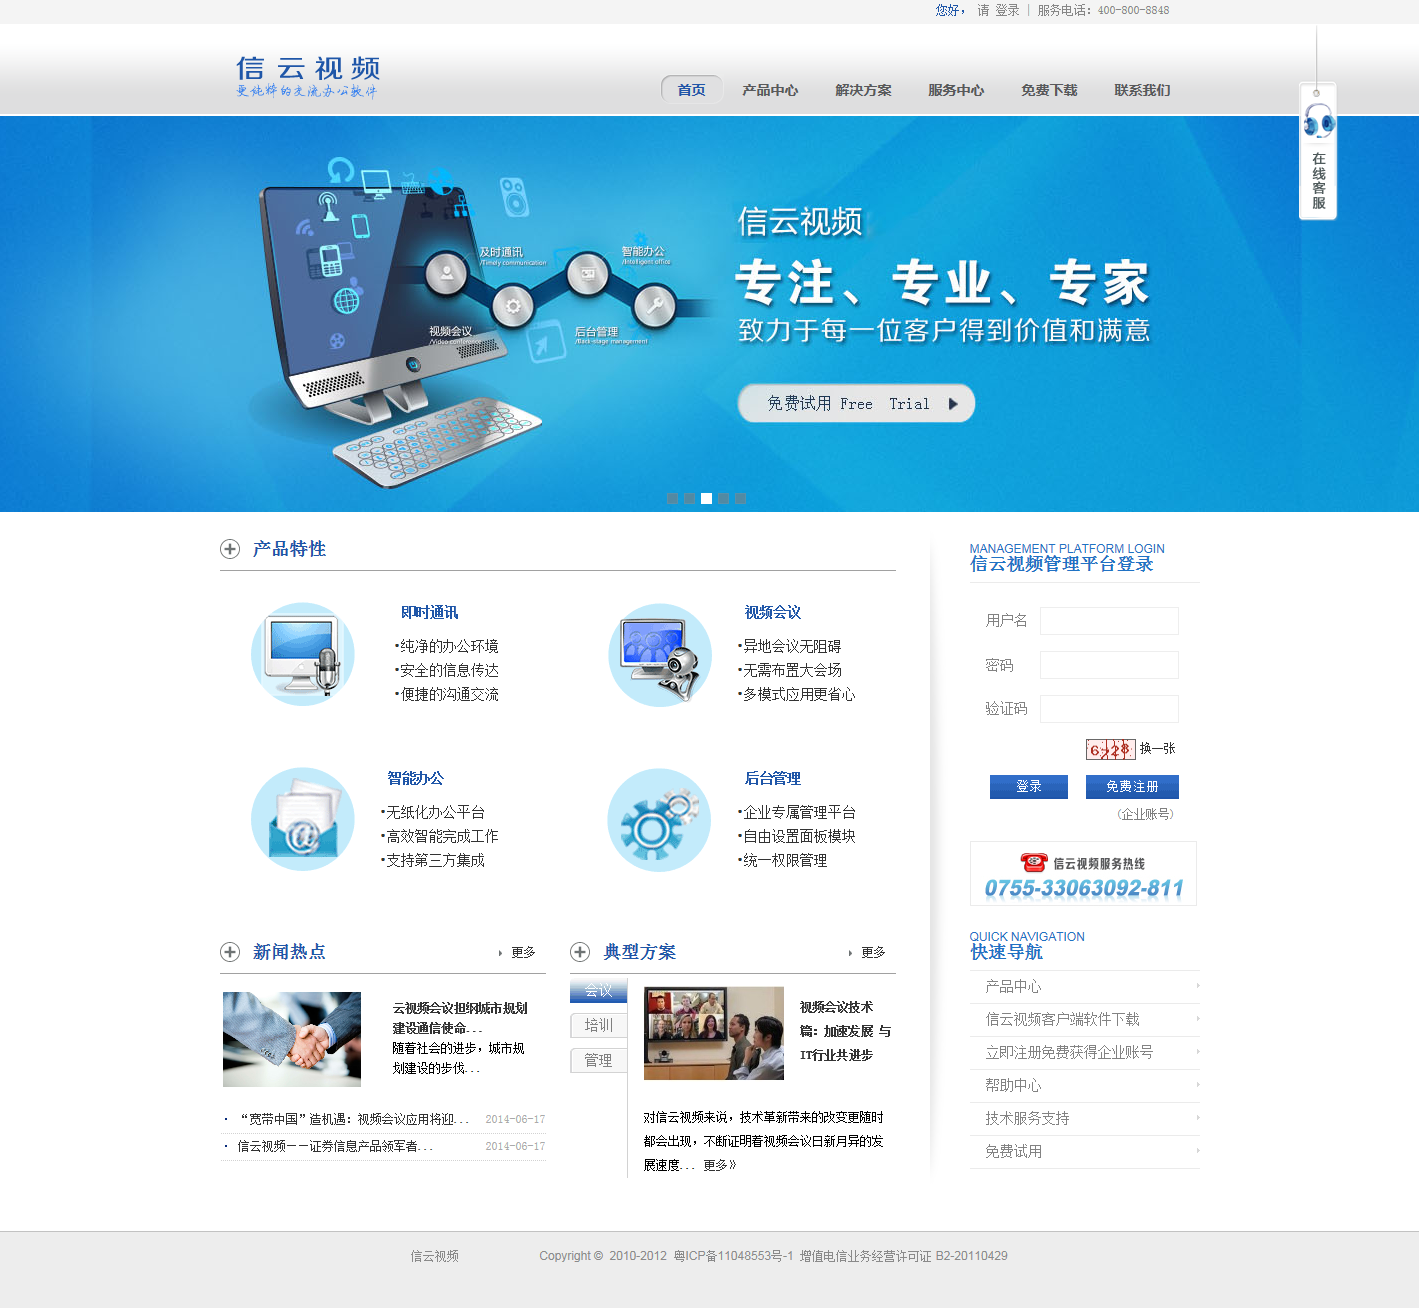 您好， 请 登录 | 服务电话：400-800-8848
信云视频
更纯粹的交流办公软件
首页 产品中心 解决方案 服务中心 免费下载 联系我们
在线客服
及时通讯
/Timely communication
智能办公
/Intelligent office
视频会议
/Video conference
后台管理
/Back-stage management
信云视频
专注、专业、专家
致力于每一位客户得到价值和满意
免费试用 Free Trial
产品特性
即时通讯
·纯净的办公环境
·安全的信息传达
·便捷的沟通交流
视频会议
·异地会议无阻碍
·无需布置大会场
·多模式应用更省心
智能办公
·无纸化办公平台
·高效智能完成工作
·支持第三方集成
后台管理
·企业专属管理平台
·自由设置面板模块
·统一权限管理
新闻热点 更多
云视频会议担纲城市规划
建设通信使命...
随着社会的进步，城市规
划建设的步伐...
· “宽带中国”造机遇：视频会议应用将迎... 2014-06-17
· 信云视频——证券信息产品领军者... 2014-06-17
典型方案 更多
会议
培训
管理
视频会议技术
篇：加速发展 与
IT行业共进步
对信云视频来说，技术革新带来的改变更随时
都会出现，不断证明着视频会议日新月异的发
展速度... 更多》
MANAGEMENT PLATFORM LOGIN
信云视频管理平台登录
用户名
密码
验证码
换一张
登录 免费注册
(企业账号)
信云视频服务热线
0755-33063092-811
QUICK NAVIGATION
快速导航
产品中心
信云视频客户端软件下载
立即注册免费获得企业账号
帮助中心
技术服务支持
免费试用
信云视频 Copyright © 2010-2012 粤ICP备11048553号-1 增值电信业务经营许可证 B2-20110429